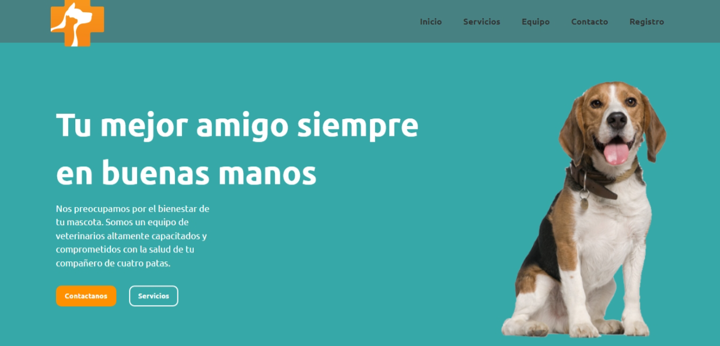 Inicio Servicios Equipo Contacto Registro
Tu mejor amigo siempre
en buenas manos
Nos preocupamos por el bienestar de
tu mascota. Somos un equipo de
veterinarios altamente capacitados y
comprometidos con la salud de tu
compañero de cuatro patas.
Contactanos Servicios